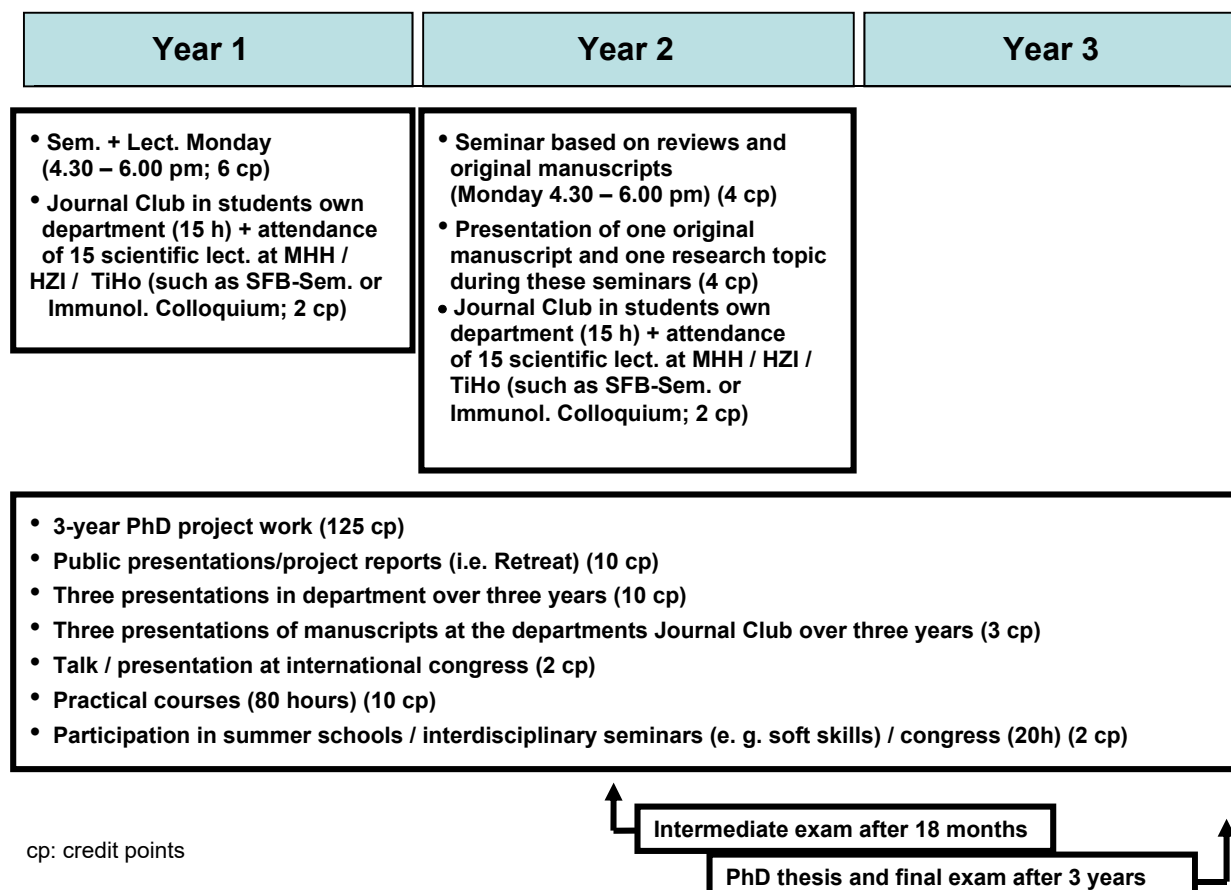 Year 1
Year 2
Year 3
• Sem. + Lect. Monday
(4.30 – 6.00 pm; 6 cp)
• Journal Club in students own
department (15 h) + attendance
of 15 scientific lect. at MHH /
HZI / TiHo (such as SFB-Sem. or
Immunol. Colloquium; 2 cp)
• Seminar based on reviews and
original manuscripts
(Monday 4.30 – 6.00 pm) (4 cp)
• Presentation of one original
manuscript and one research topic
during these seminars (4 cp)
• Journal Club in students own
department (15 h) + attendance
of 15 scientific lect. at MHH / HZI /
TiHo (such as SFB-Sem. or
Immunol. Colloquium; 2 cp)
• 3-year PhD project work (125 cp)
• Public presentations/project reports (i.e. Retreat) (10 cp)
• Three presentations in department over three years (10 cp)
• Three presentations of manuscripts at the departments Journal Club over three years (3 cp)
• Talk / presentation at international congress (2 cp)
• Practical courses (80 hours) (10 cp)
• Participation in summer schools / interdisciplinary seminars (e. g. soft skills) / congress (20h) (2 cp)
Intermediate exam after 18 months
cp: credit points
PhD thesis and final exam after 3 years